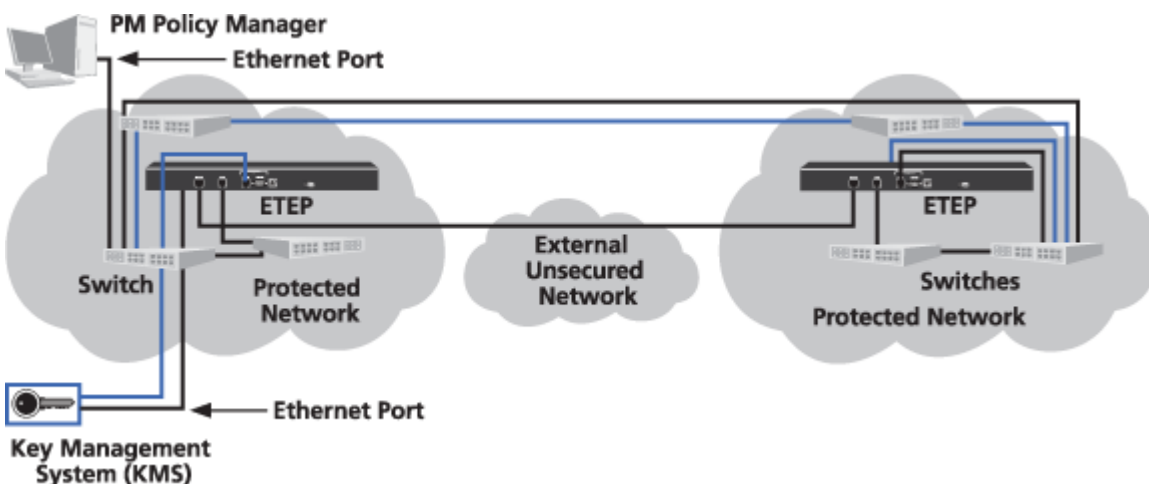 PM Policy Manager
Ethernet Port
ETEP
ETEP
Switch
Protected
Network
External
Unsecured
Network
Switches
Protected Network
Ethernet Port
Key Management
System (KMS)